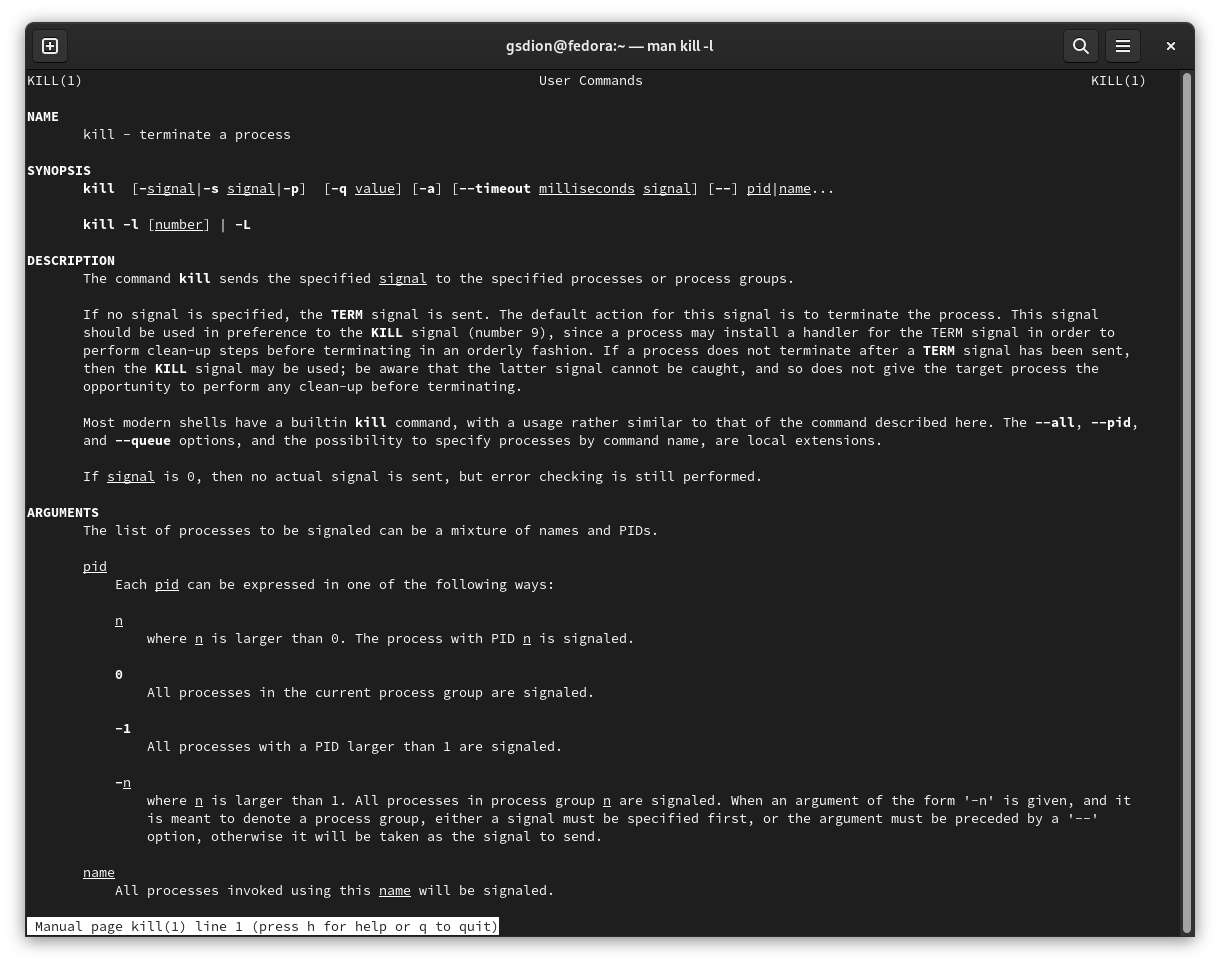 gsdion@fedora:~ — man kill -l
KILL(1) User Commands KILL(1)
NAME
kill - terminate a process
SYNOPSIS
kill [-signal|-s signal|-p] [-q value] [-a] [--timeout milliseconds signal] [--] pid|name...
kill -l [number] | -L
DESCRIPTION
The command kill sends the specified signal to the specified processes or process groups.
If no signal is specified, the TERM signal is sent. The default action for this signal is to terminate the process. This signal
should be used in preference to the KILL signal (number 9), since a process may install a handler for the TERM signal in order to
perform clean-up steps before terminating in an orderly fashion. If a process does not terminate after a TERM signal has been sent,
then the KILL signal may be used; be aware that the latter signal cannot be caught, and so does not give the target process the
opportunity to perform any clean-up before terminating.
Most modern shells have a builtin kill command, with a usage rather similar to that of the command described here. The --all, --pid,
and --queue options, and the possibility to specify processes by command name, are local extensions.
If signal is 0, then no actual signal is sent, but error checking is still performed.
ARGUMENTS
The list of processes to be signaled can be a mixture of names and PIDs.
pid
Each pid can be expressed in one of the following ways:
n
where n is larger than 0. The process with PID n is signaled.
0
All processes in the current process group are signaled.
-1
All processes with a PID larger than 1 are signaled.
-n
where n is larger than 1. All processes in process group n are signaled. When an argument of the form '-n' is given, and it
is meant to denote a process group, either a signal must be specified first, or the argument must be preceded by a '--'
option, otherwise it will be taken as the signal to send.
name
All processes invoked using this name will be signaled.
Manual page kill(1) line 1 (press h for help or q to quit)